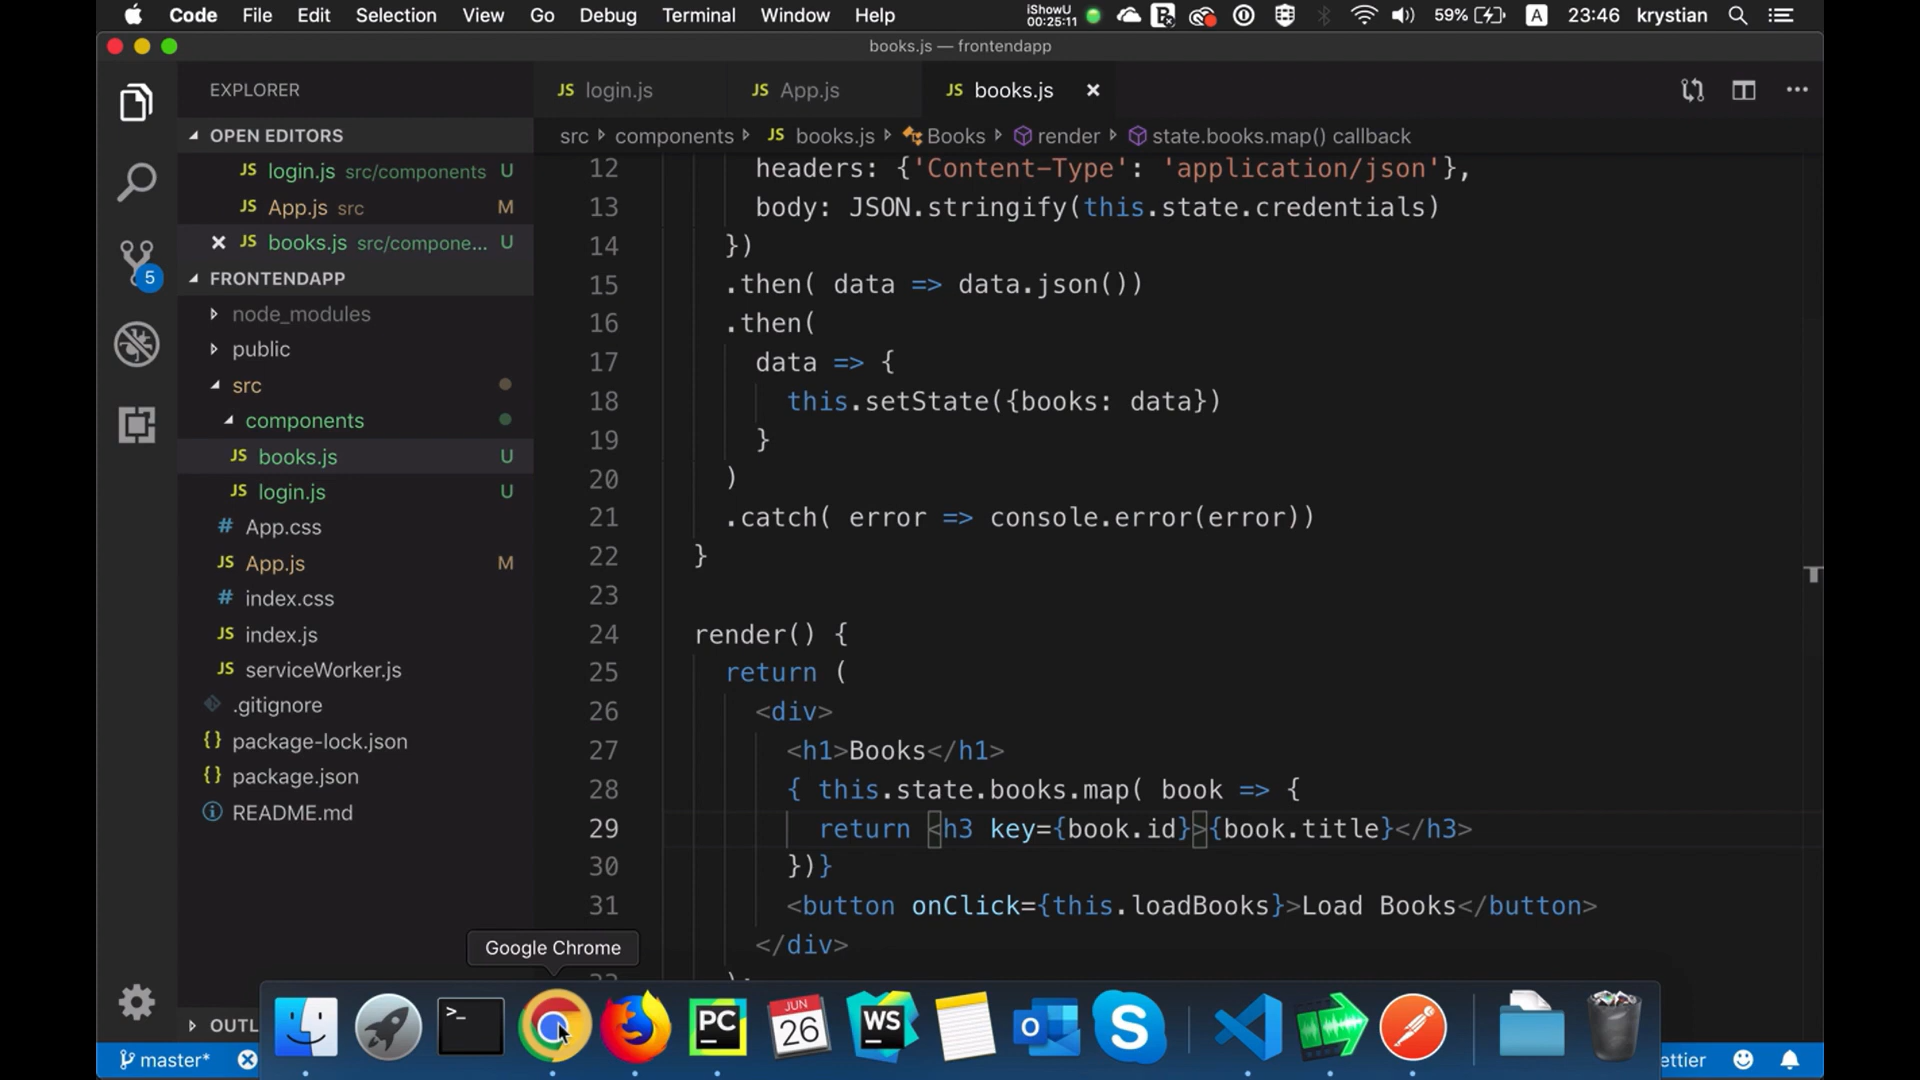 Code File Edit Selection View Go Debug Terminal Window Help iShowU 00:25:11 59% A 23:46 krystian
books.js — frontendapp
EXPLORER
JS login.js JS App.js JS books.js
OPEN EDITORS
src components JS books.js Books render state.books.map() callback
JS login.js src/components U
JS App.js src M
JS books.js src/compone... U
FRONTENDAPP
node_modules
public
src
components
JS books.js U
JS login.js U
# App.css
JS App.js M
# index.css
JS index.js
JS serviceWorker.js
.gitignore
{} package-lock.json
{} package.json
README.md
5
12 headers: {'Content-Type': 'application/json'},
13 body: JSON.stringify(this.state.credentials)
14 })
15 .then( data => data.json())
16 .then(
17 data => {
18 this.setState({books: data})
19 }
20 )
21 .catch( error => console.error(error))
22 }
23
24 render() {
25 return (
26 <div>
27 <h1>Books</h1>
28 { this.state.books.map( book => {
29 return <h3 key={book.id}>{book.title}</h3>
30 })}
31 <button onClick={this.loadBooks}>Load Books</button>
</div>
Google Chrome
OUTL
>_ PC JUN 26 WS O S
master* ettier